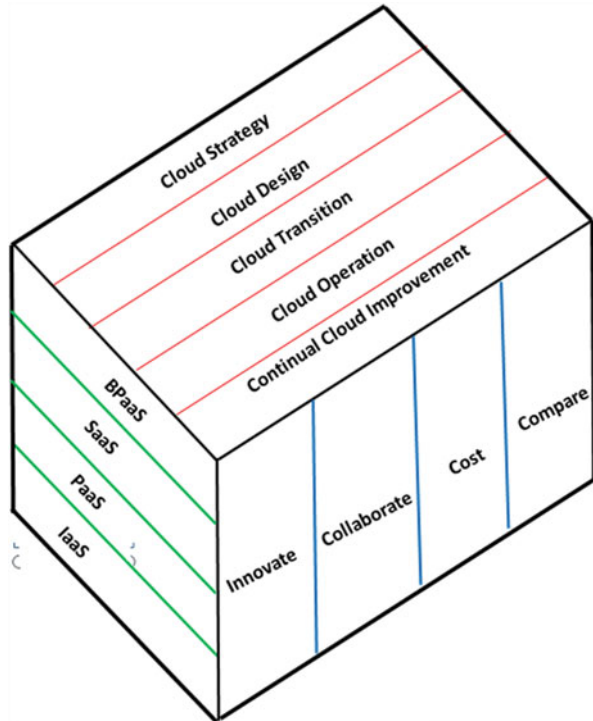 Cloud Strategy
Cloud Design
Cloud Transition
Cloud Operation
Continual Cloud Improvement
BPaaS
SaaS
PaaS
IaaS
Innovate
Collaborate
Cost
Compare